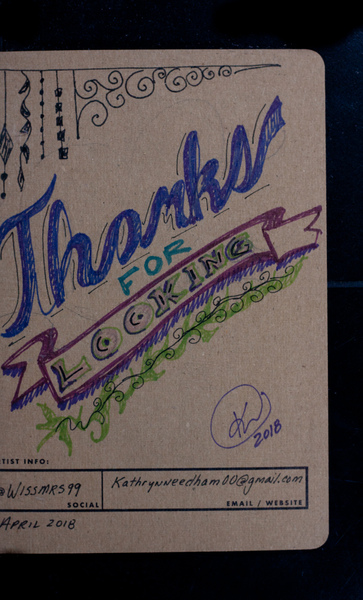 Thanks
FOR
LOOKING
KW
2018
TIST INFO:
@WISSMRS99
SOCIAL
Kathrynneedham00@gmail.com
EMAIL / WEBSITE
APRIL 2018